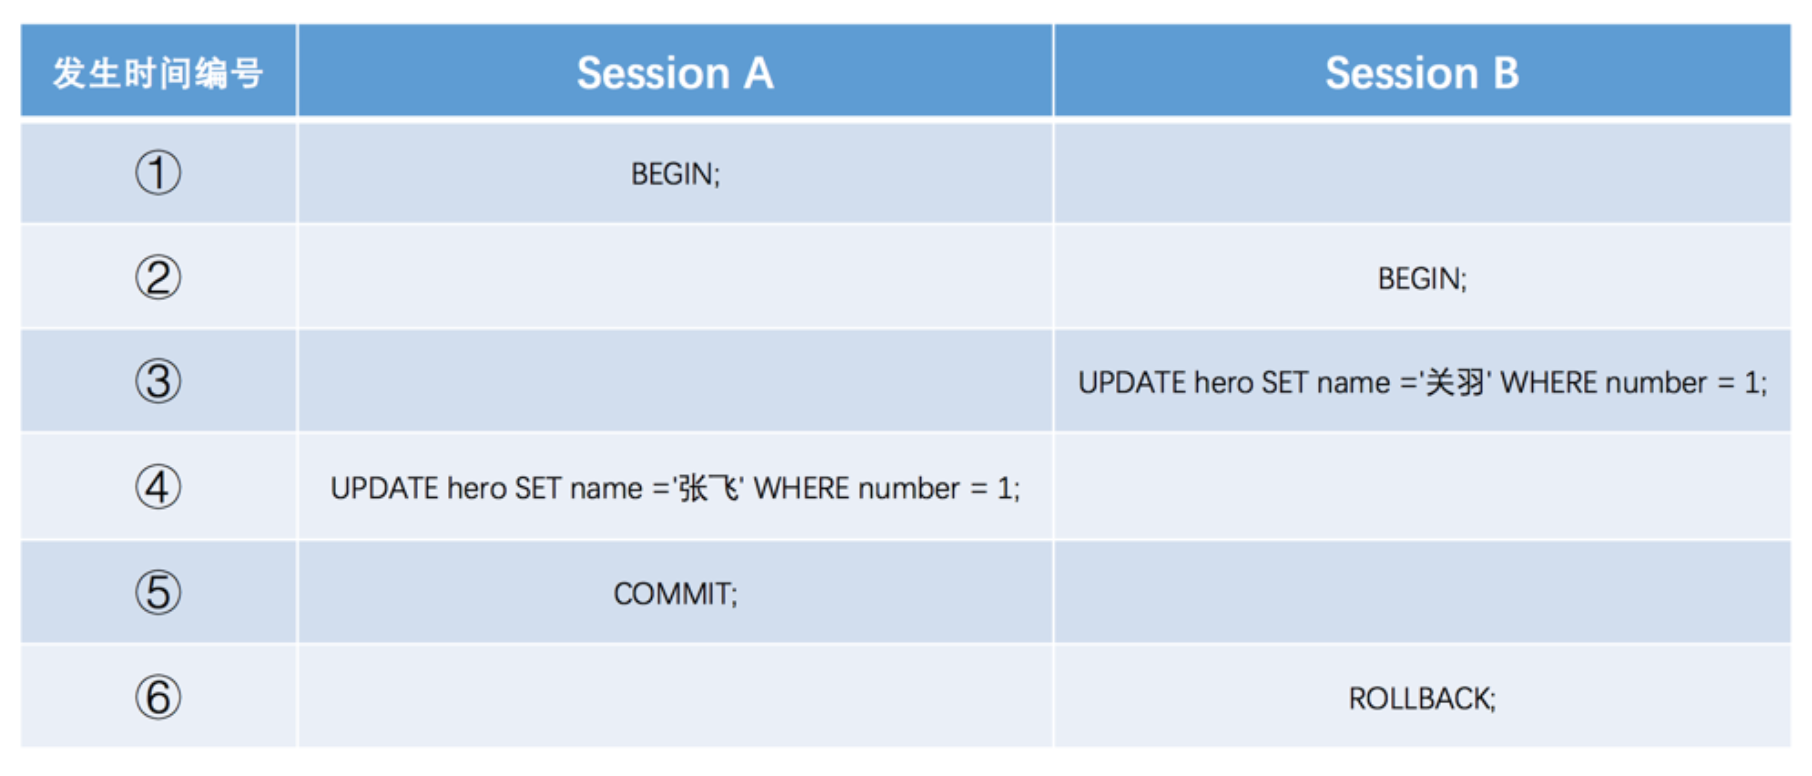 发生时间编号 Session A Session B
① BEGIN;
② BEGIN;
③ UPDATE hero SET name ='关羽' WHERE number = 1;
④ UPDATE hero SET name ='张飞' WHERE number = 1;
⑤ COMMIT;
⑥ ROLLBACK;